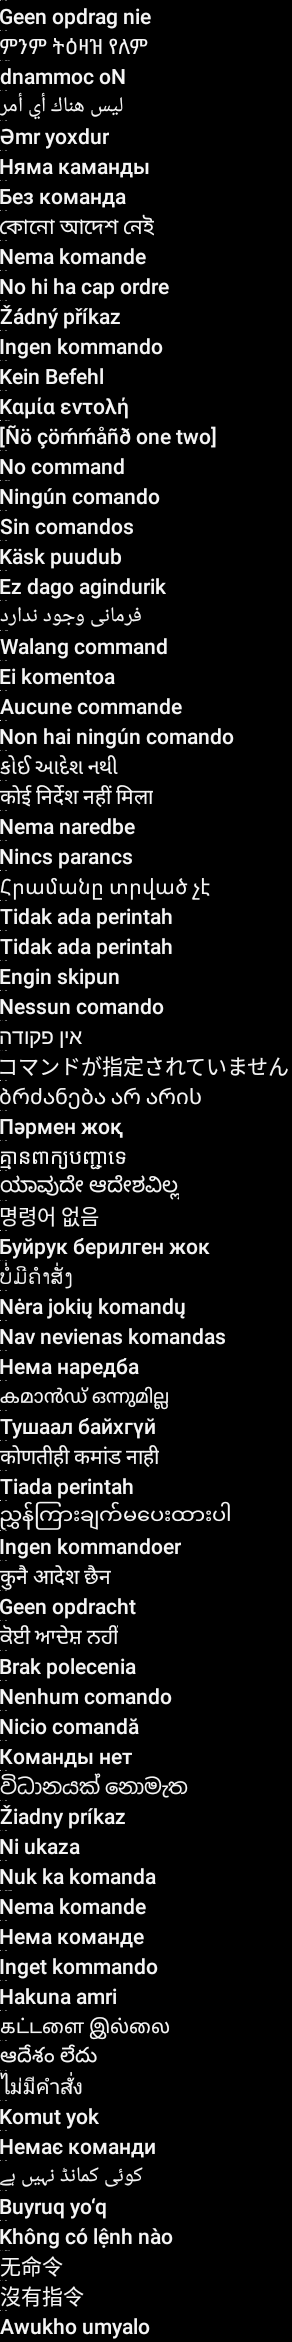 Geen opdrag nie
ምንም ትዕዛዝ የለም
dnammoc oN
ليس هناك أي أمر
Əmr yoxdur
Няма каманды
Без команда
কোনো আদেশ নেই
Nema komande
No hi ha cap ordre
Žádný příkaz
Ingen kommando
Kein Befehl
Καμία εντολή
[Ñö çöḿḿåñð one two]
No command
Ningún comando
Sin comandos
Käsk puudub
Ez dago agindurik
فرمانی وجود ندارد
Walang command
Ei komentoa
Aucune commande
Non hai ningún comando
કોઈ આદેશ નથી
कोई निर्देश नहीं मिला
Nema naredbe
Nincs parancs
Հրամանը տրված չէ
Tidak ada perintah
Tidak ada perintah
Engin skipun
Nessun comando
אין פקודה
コマンドが指定されていません
ბრძანება არ არის
Пәрмен жоқ
គ្មានពាក្យបញ្ជាទេ
ಯಾವುದೇ ಆದೇಶವಿಲ್ಲ
명령어 없음
Буйрук берилген жок
ບໍ່ມີຄຳສັ່ງ
Nėra jokių komandų
Nav nevienas komandas
Нема наредба
കമാൻഡ് ഒന്നുമില്ല
Тушаал байхгүй
कोणतीही कमांड नाही
Tiada perintah
ညွှန်ကြားချက်မပေးထားပါ
Ingen kommandoer
कुनै आदेश छैन
Geen opdracht
ਕੋਈ ਆਦੇਸ਼ ਨਹੀਂ
Brak polecenia
Nenhum comando
Nicio comandă
Команды нет
විධානයක් නොමැත
Žiadny príkaz
Ni ukaza
Nuk ka komanda
Nema komande
Нема команде
Inget kommando
Hakuna amri
கட்டளை இல்லை
ఆదేశం లేదు
ไม่มีคำสั่ง
Komut yok
Немає команди
کوئی کمانڈ نہیں ہے
Buyruq yo‘q
Không có lệnh nào
无命令
沒有指令
Awukho umyalo